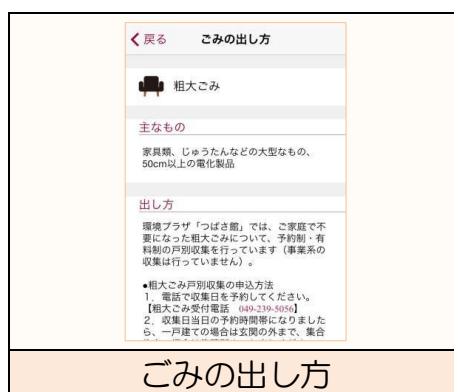 戻る ごみの出し方
粗大ごみ
主なもの
家具類、じゅうたんなどの大型なもの、
50cm以上の電化製品
出し方
環境プラザ「つばさ館」では、ご家庭で不
要になった粗大ごみについて、予約制・有
料制の戸別収集を行っています（事業系の
収集は行っていません）。
●粗大ごみ戸別収集の申込方法
1．電話で収集日を予約してください。
【粗大ごみ受付電話 049-239-5056】
2．収集日当日の予約時間帯になりました
ら、一戸建ての場合は玄関の外まで、集合
ごみの出し方